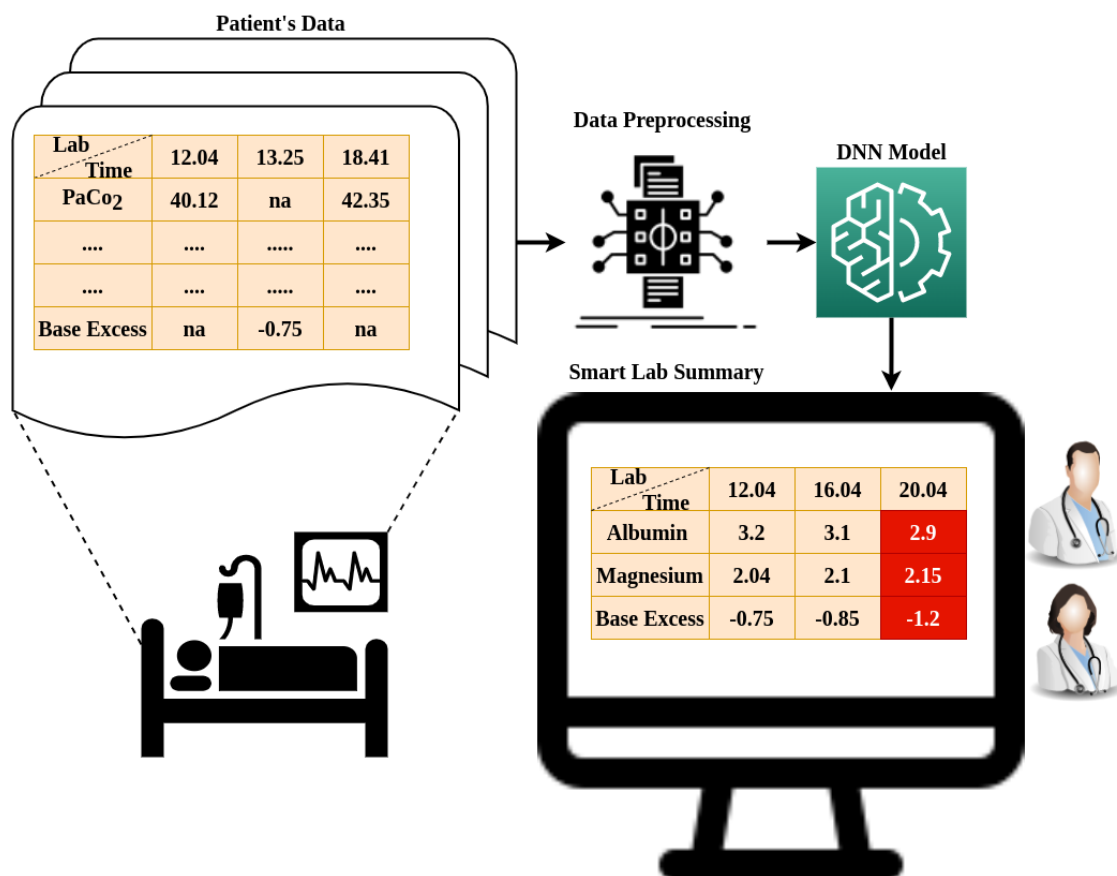 Patient's Data
Lab
Time
12.04 13.25 18.41
PaCo2 40.12 na 42.35
.... .... ..... ....
.... .... ..... ....
Base Excess na -0.75 na
Data Preprocessing
DNN Model
Smart Lab Summary
Lab
Time
12.04 16.04 20.04
Albumin 3.2 3.1 2.9
Magnesium 2.04 2.1 2.15
Base Excess -0.75 -0.85 -1.2